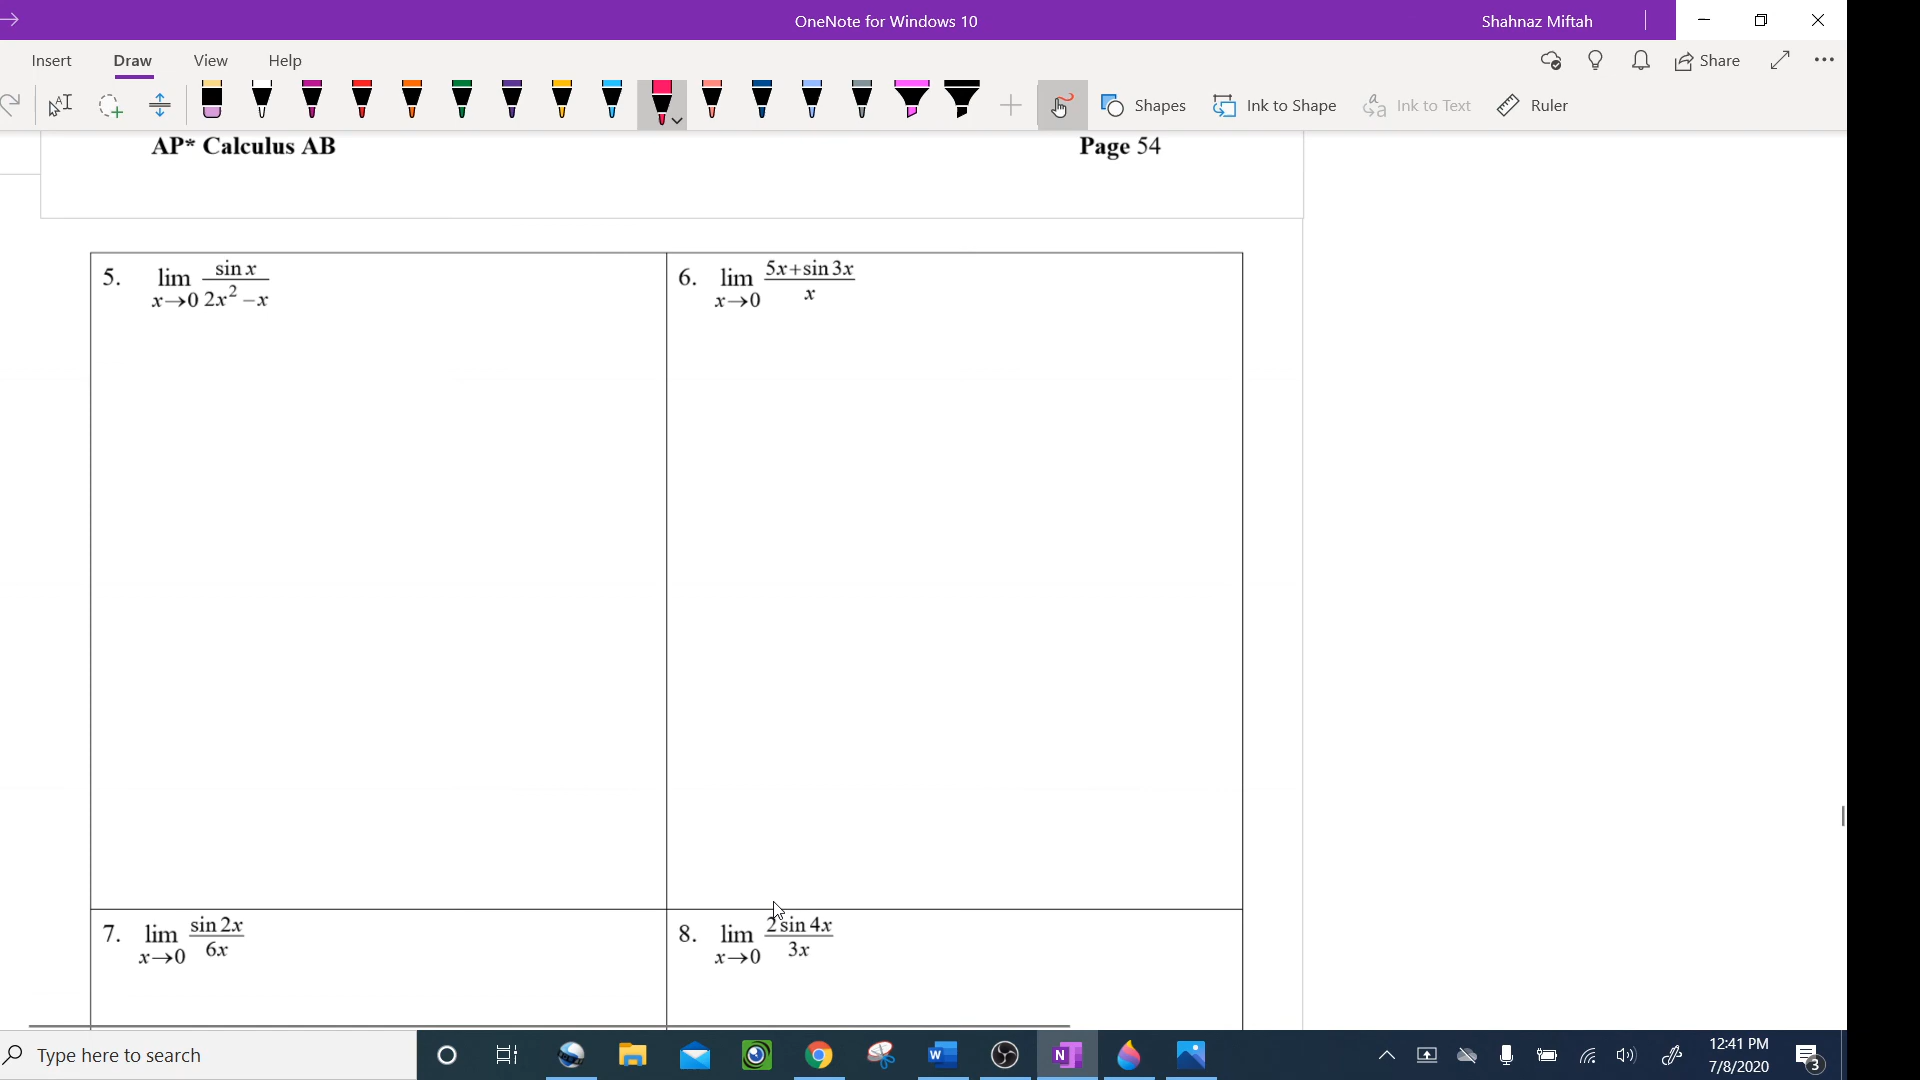 OneNote for Windows 10
Shahnaz Miftah
Insert
Draw
View
Help
Share
Shapes
Ink to Shape
Ink to Text
Ruler
AP* Calculus AB
Page 54
5. lim x→0 sin x / 2x² − x
6. lim x→0 5x+sin 3x / x
7. lim x→0 sin 2x / 6x
8. lim x→0 2 sin 4x / 3x
Type here to search
12:41 PM
7/8/2020
3